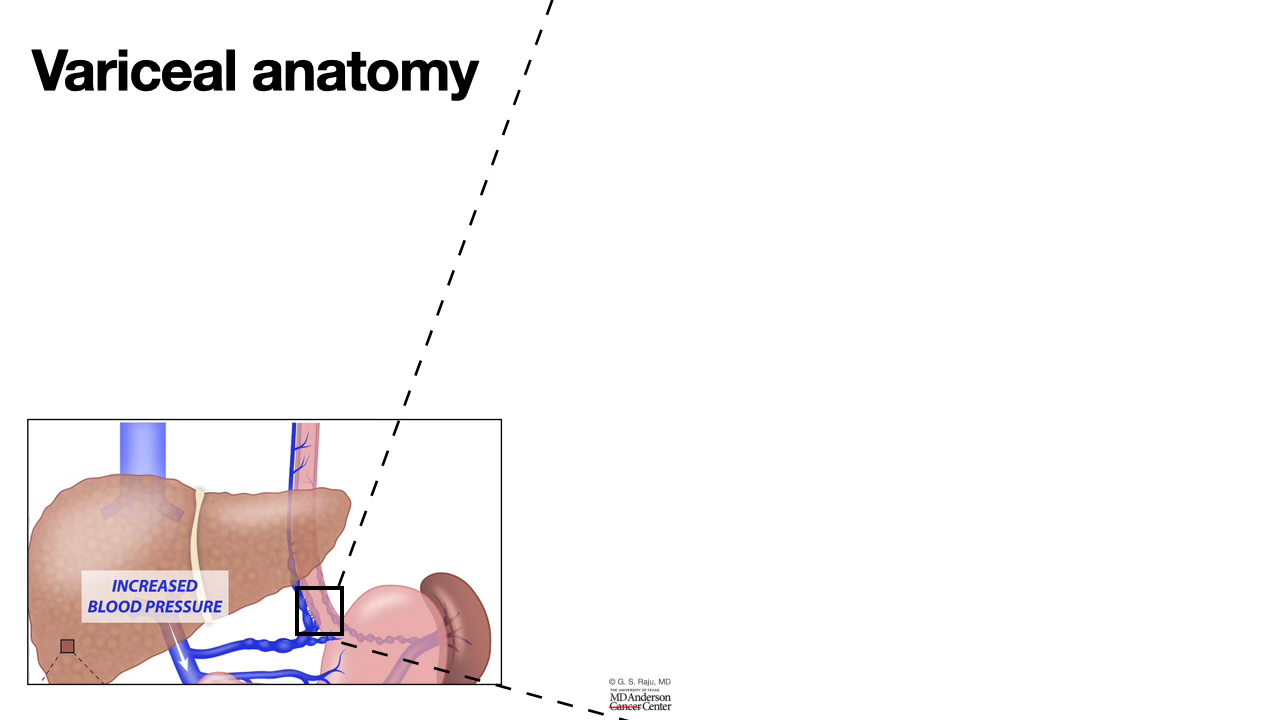 Variceal anatomy
INCREASED
BLOOD PRESSURE
© G. S. Raju, MD
THE UNIVERSITY OF TEXAS
MD Anderson
Cancer Center